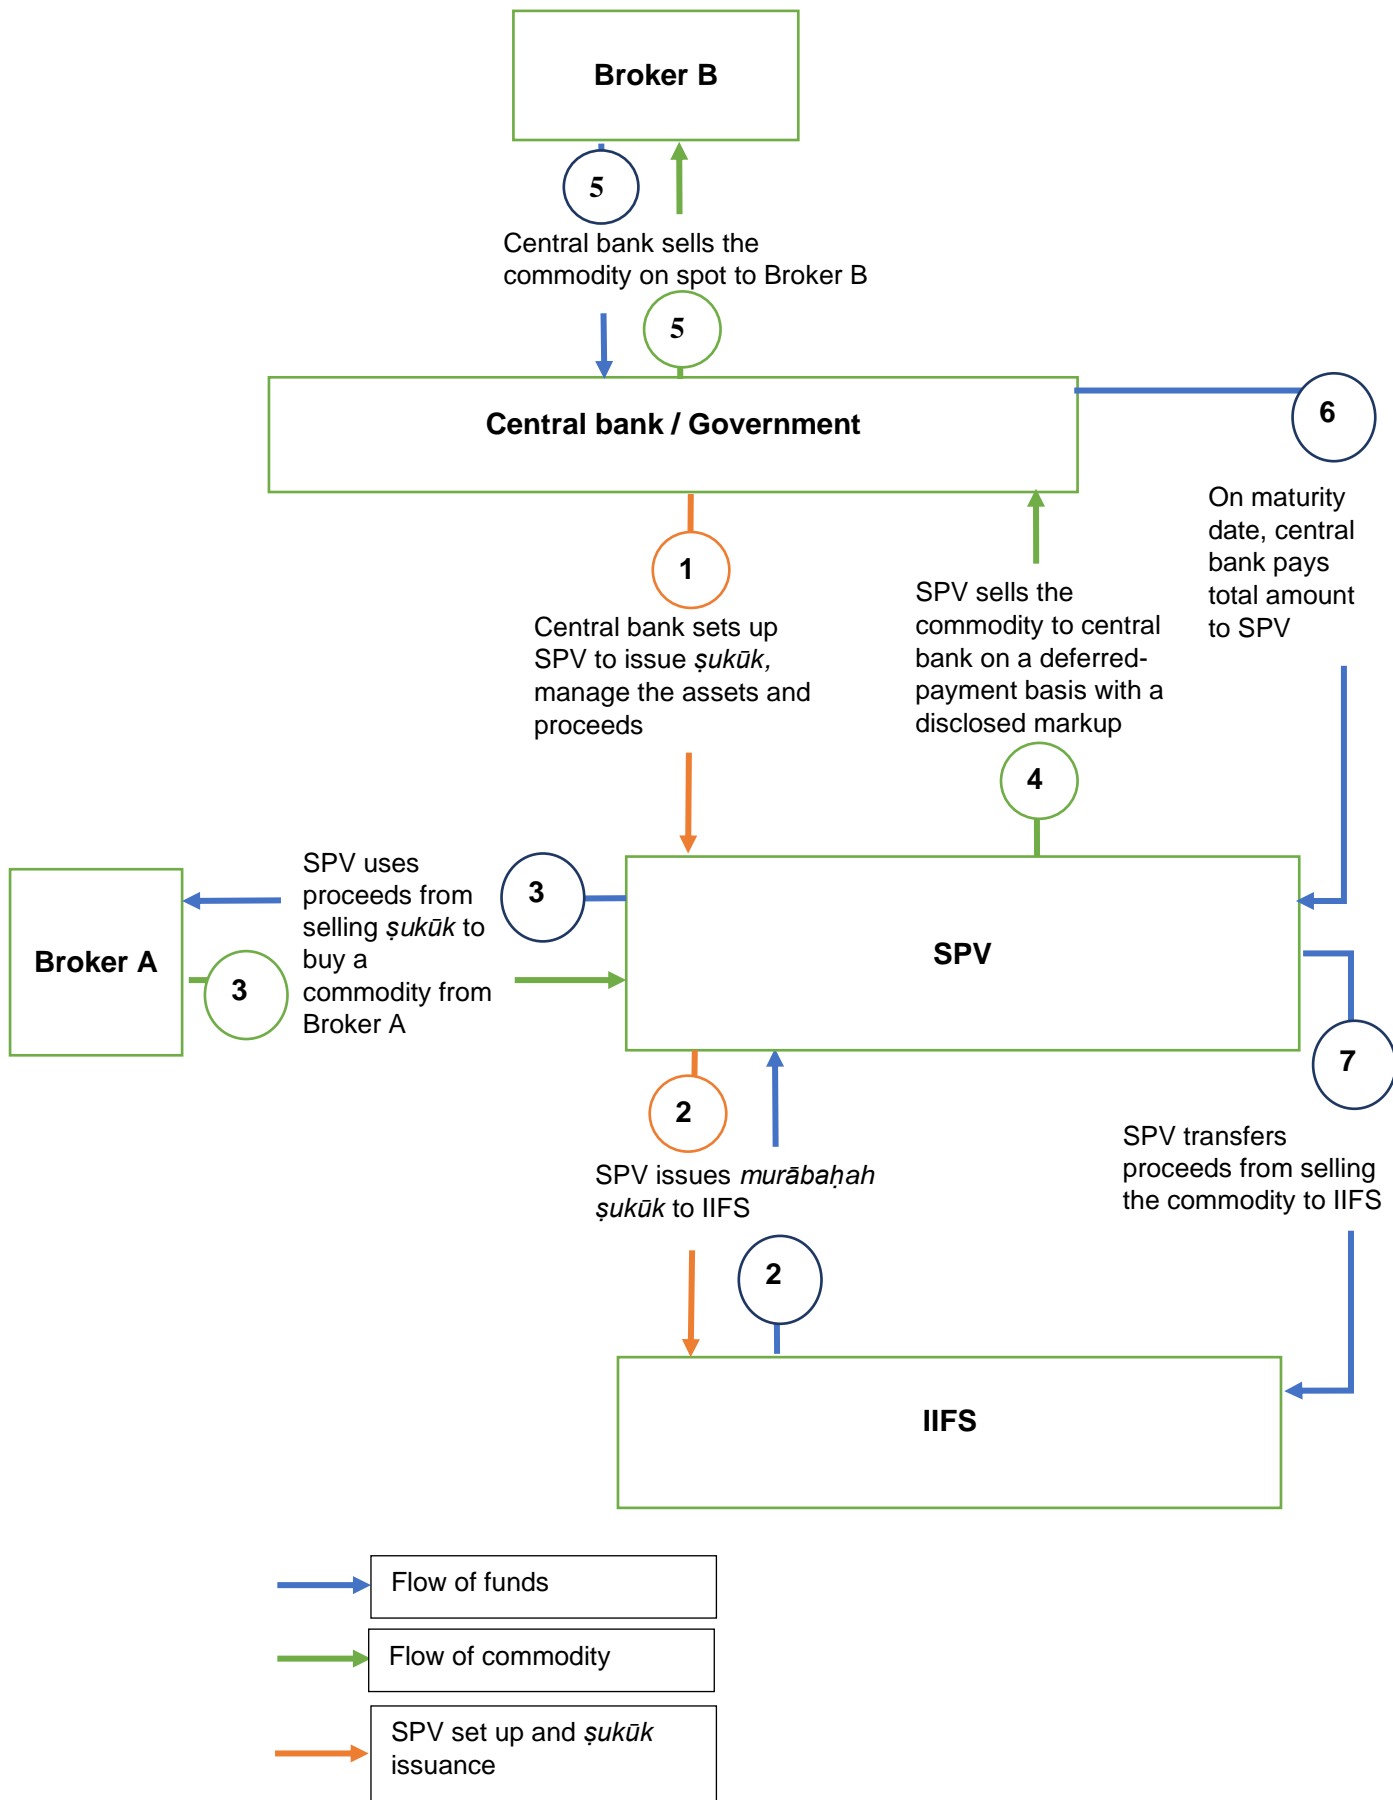 Broker B
5
Central bank sells the
commodity on spot to Broker B
5
Central bank / Government
6
On maturity
date, central
bank pays
total amount
to SPV
1
Central bank sets up
SPV to issue ṣukūk,
manage the assets and
proceeds
SPV sells the
commodity to central
bank on a deferred-
payment basis with a
disclosed markup
4
SPV uses
proceeds from
selling ṣukūk to
buy a
commodity from
Broker A
3
Broker A
3
SPV
7
2
SPV issues murābaḥah
ṣukūk to IIFS
2
SPV transfers
proceeds from selling
the commodity to IIFS
IIFS
Flow of funds
Flow of commodity
SPV set up and ṣukūk
issuance